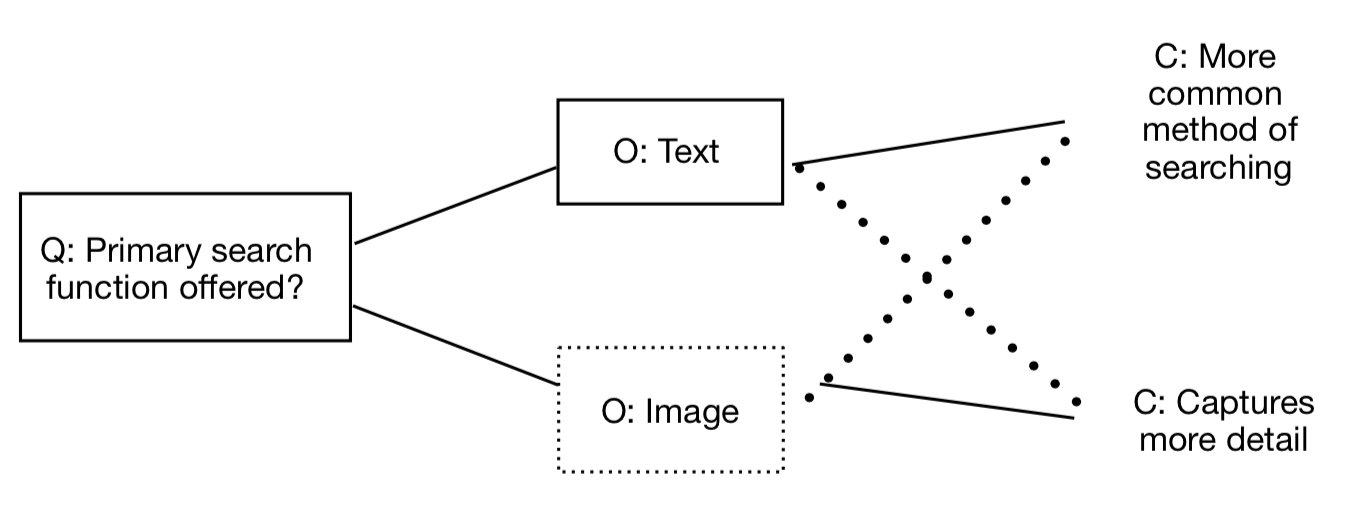 Q: Primary search
function offered?
O: Text
O: Image
C: More
common
method of
searching
C: Captures
more detail